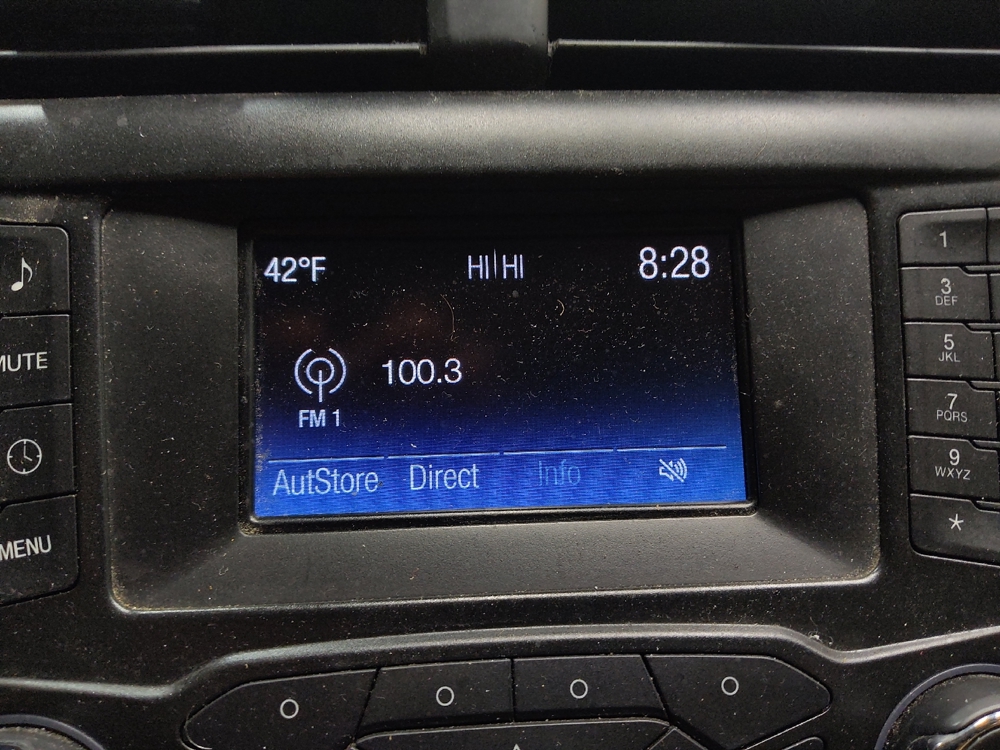 42°F HI|HI 8:28
100.3
FM 1
AutStore Direct Info
MUTE
MENU
1
3
DEF
5
JKL
7
PQRS
9
WXYZ
*